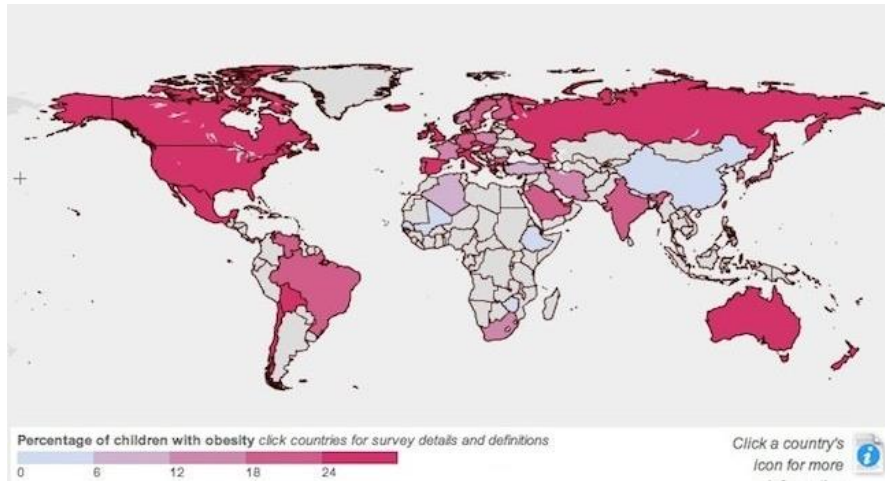 Percentage of children with obesity click countries for survey details and definitions
0 6 12 18 24
Click a country's
icon for more